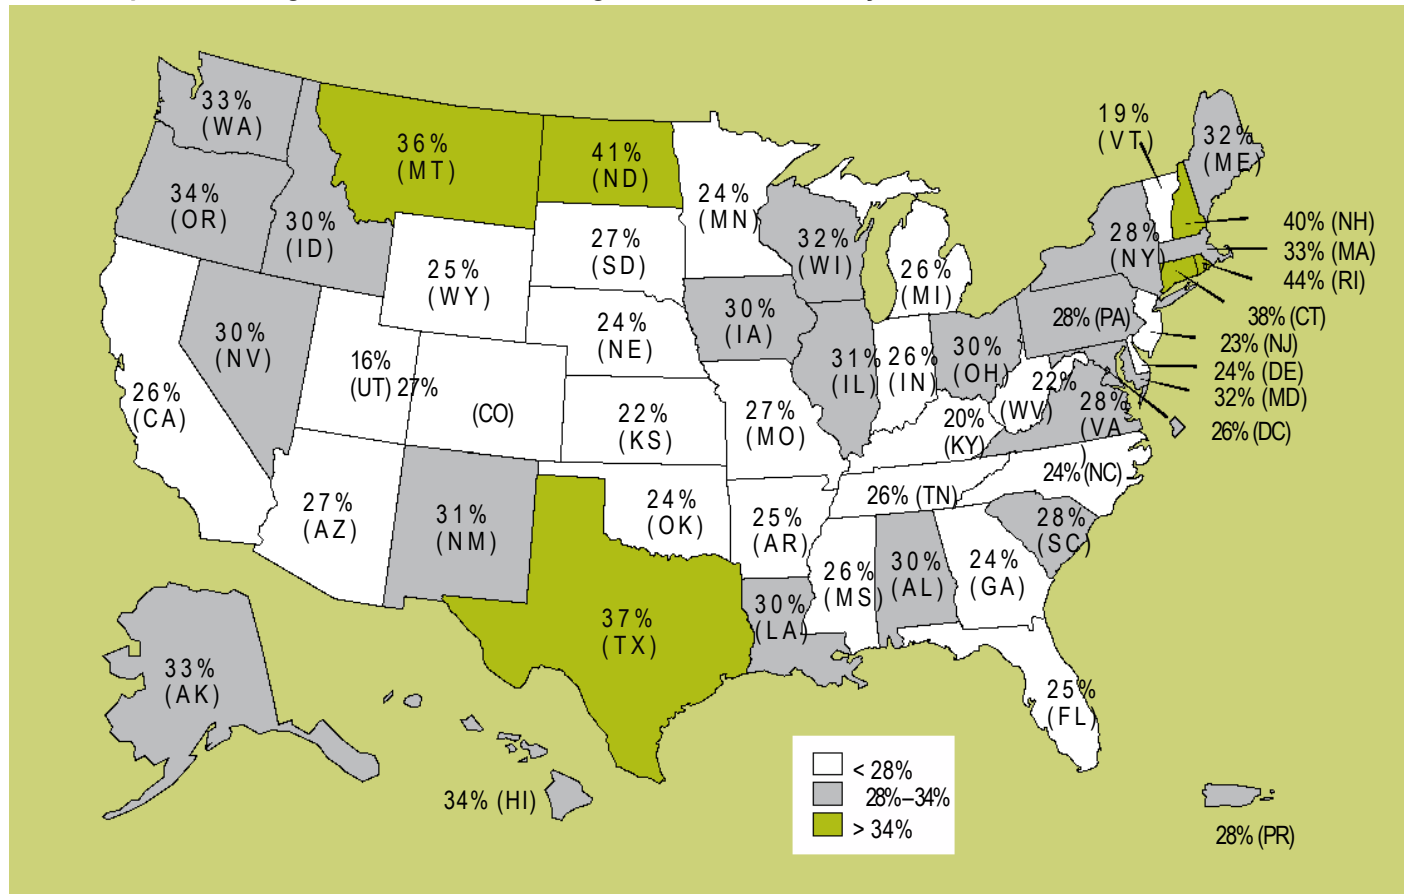 33%
(WA)
36%
(MT)
41%
(ND)
24%
(MN)
19%
(VT)
32%
(ME)
34%
(OR)
30%
(ID)
27%
(SD)
32%
(WI)
28%
(NY)
40% (NH)
33% (MA)
44% (RI)
25%
(WY)
26%
(MI)
38% (CT)
30%
(NV)
24%
(NE)
30%
(IA)
28% (PA)
23% (NJ)
16%
(UT) 27%
(CO)
31%
(IL)
26%
(IN)
30%
(OH)
24% (DE)
32% (MD)
26%
(CA)
22%
(KS)
27%
(MO)
20%
(KY)
22%
(WV)
28%
(VA
)
26% (DC)
27%
(AZ)
31%
(NM)
24%
(OK)
25%
(AR)
26% (TN)
24% (NC)
28%
(SC)
26%
(MS)
30%
(AL)
24%
(GA)
37%
(TX)
30%
(LA)
33%
(AK)
25%
(FL)
34% (HI)
< 28%
28%–34%
> 34%
28% (PR)